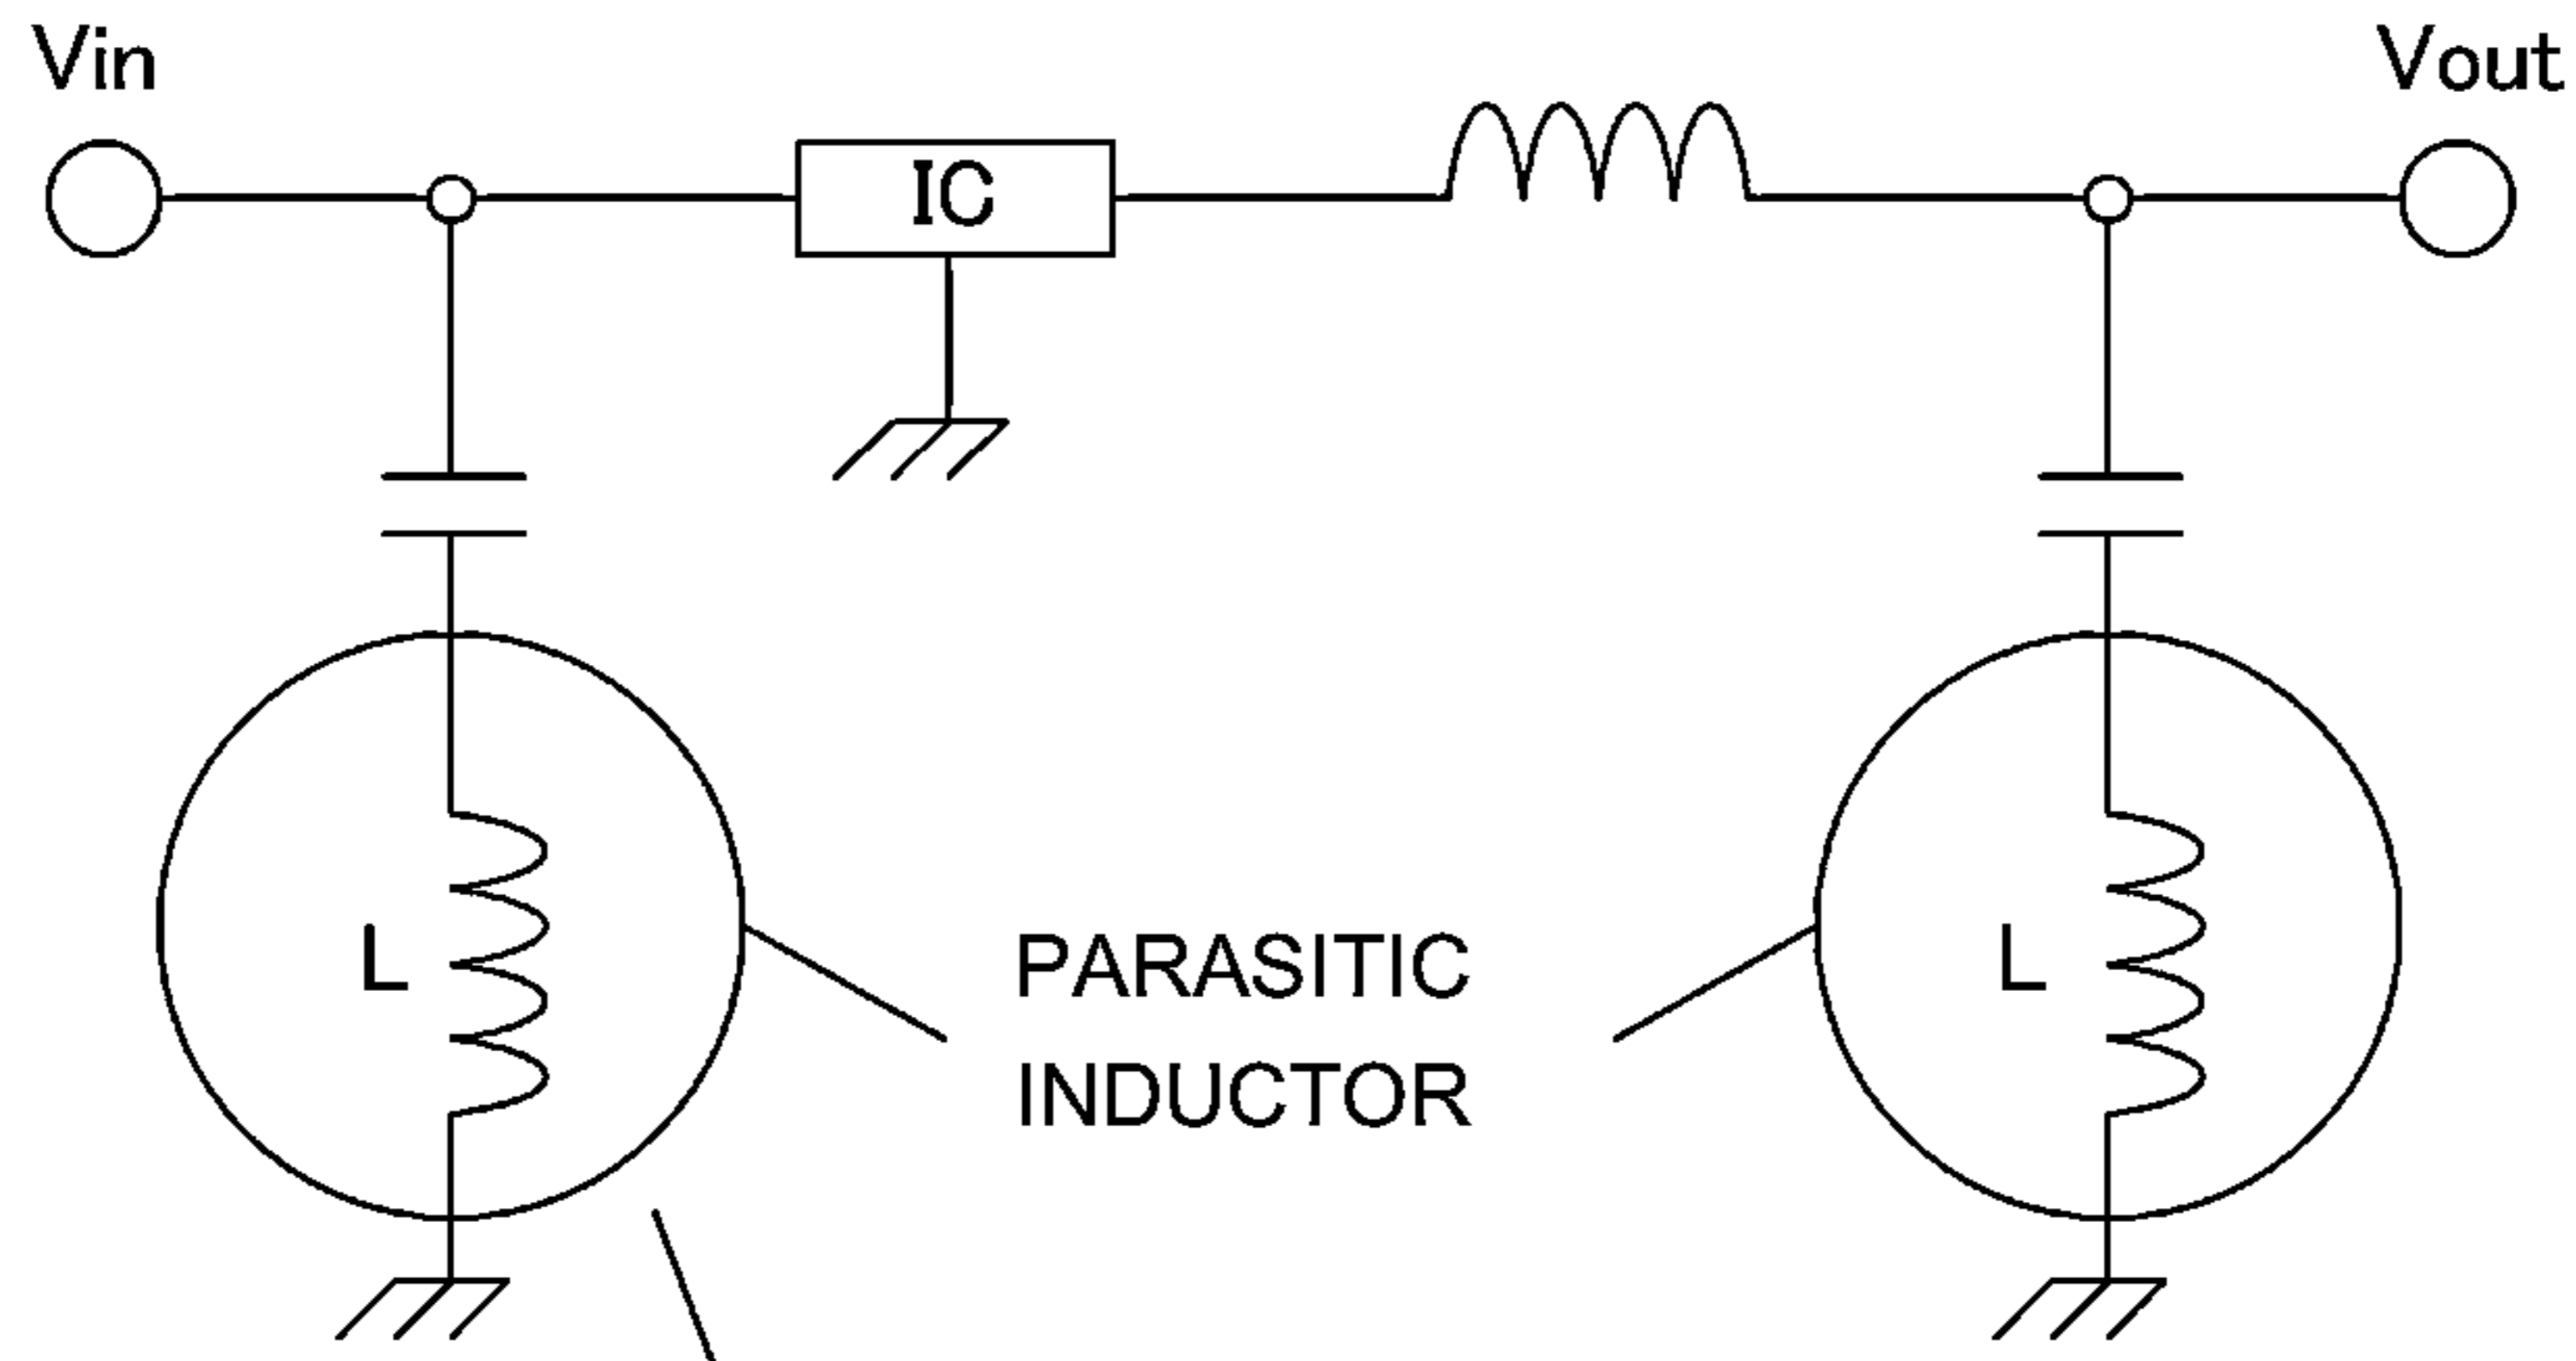 Vin
Vout
IC
L
PARASITIC
INDUCTOR
L